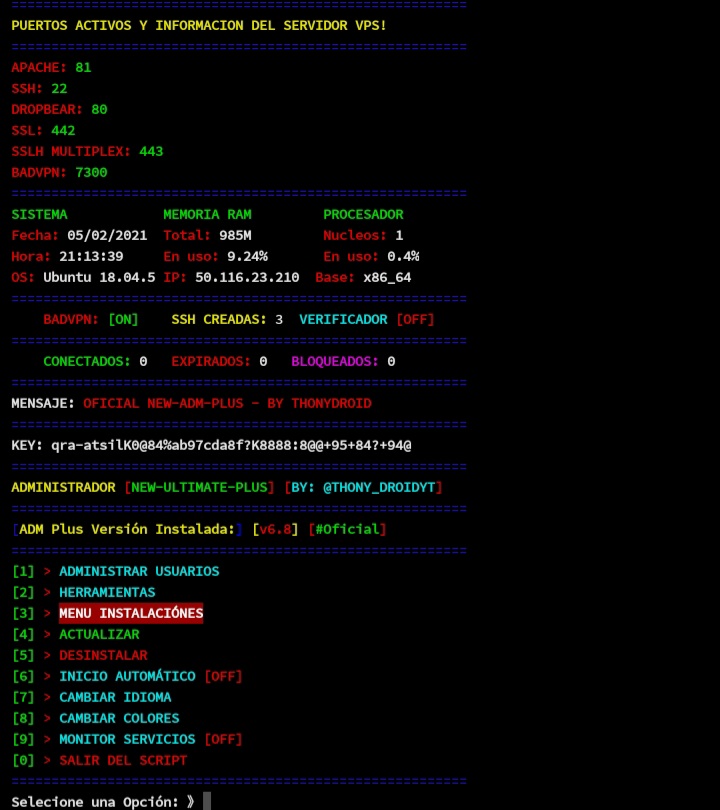 PUERTOS ACTIVOS Y INFORMACION DEL SERVIDOR VPS!
APACHE: 81
SSH: 22
DROPBEAR: 80
SSL: 442
SSLH MULTIPLEX: 443
BADVPN: 7300
SISTEMA MEMORIA RAM PROCESADOR
Fecha: 05/02/2021 Total: 985M Nucleos: 1
Hora: 21:13:39 En uso: 9.24% En uso: 0.4%
OS: Ubuntu 18.04.5 IP: 50.116.23.210 Base: x86_64
BADVPN: [ON] SSH CREADAS: 3 VERIFICADOR [OFF]
CONECTADOS: 0 EXPIRADOS: 0 BLOQUEADOS: 0
MENSAJE: OFICIAL NEW-ADM-PLUS - BY THONYDROID
KEY: qra-atsilK0@84%ab97cda8f?K8888:8@@+95+84?+94@
ADMINISTRADOR [NEW-ULTIMATE-PLUS] [BY: @THONY_DROIDYT]
[ADM Plus Versión Instalada:] [v6.8] [#Oficial]
[1] > ADMINISTRAR USUARIOS
[2] > HERRAMIENTAS
[3] > MENU INSTALACIÓNES
[4] > ACTUALIZAR
[5] > DESINSTALAR
[6] > INICIO AUTOMÁTICO [OFF]
[7] > CAMBIAR IDIOMA
[8] > CAMBIAR COLORES
[9] > MONITOR SERVICIOS [OFF]
[0] > SALIR DEL SCRIPT
Selecione una Opción: 》